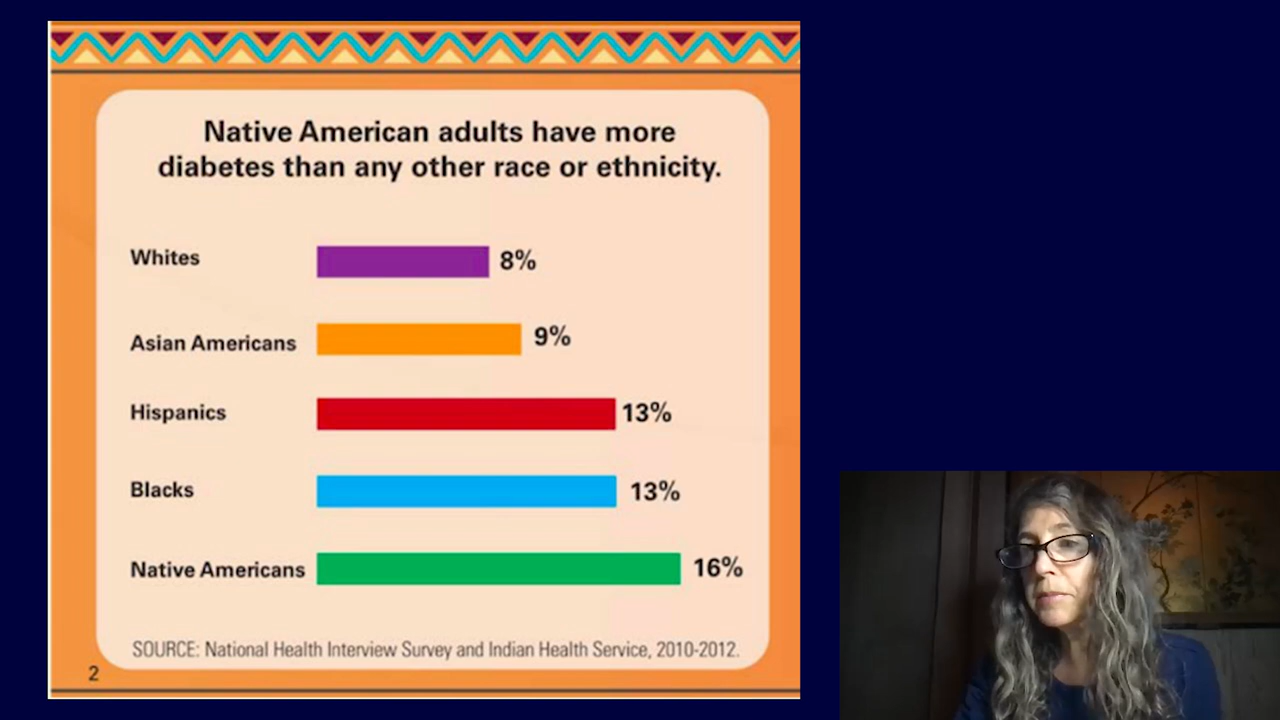 Native American adults have more
diabetes than any other race or ethnicity.
Whites 8%
Asian Americans 9%
Hispanics 13%
Blacks 13%
Native Americans 16%
SOURCE: National Health Interview Survey and Indian Health Service, 2010-2012.
2